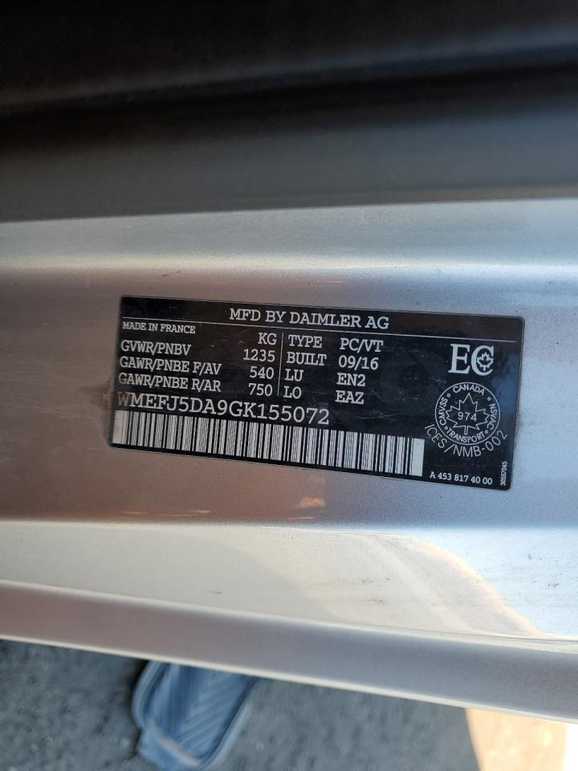 MFD BY DAIMLER AG
MADE IN FRANCE KG TYPE PC/VT
GVWR/PNBV 1235 BUILT 09/16
GAWR/PNBE F/AV 540 LU EN2
GAWR/PNBE R/AR 750 LO EAZ
WMEFJ5DA9GK155072
EC
CANADA
974
TRANSPORT
CMVSS
NSVAC
ICES/NMB-002
A 453 817 40 00